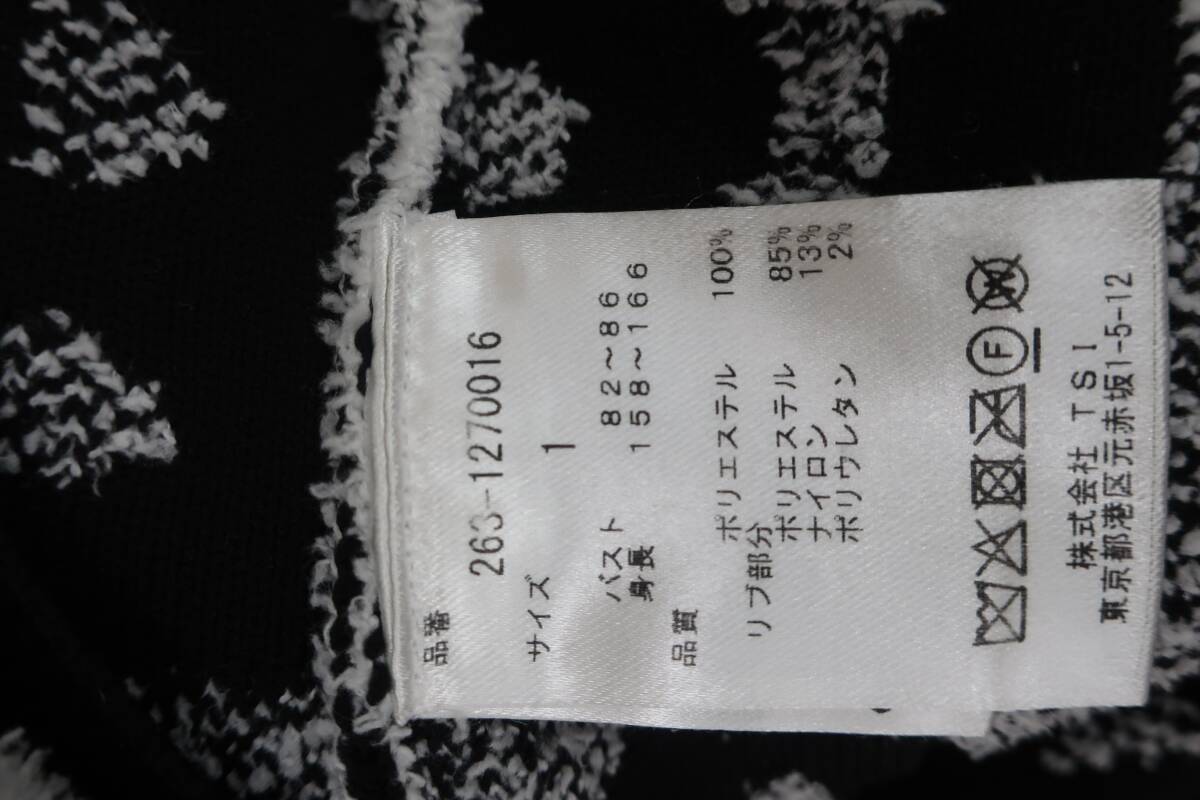 品番
263-1270016
サイズ 1
バスト 82～86
身長 158～166
品質
ポリエステル 100%
リブ部分
ポリエステル 85%
ナイロン 13%
ポリウレタン 2%
F W
株式会社 TSI
東京都港区元赤坂1-5-12